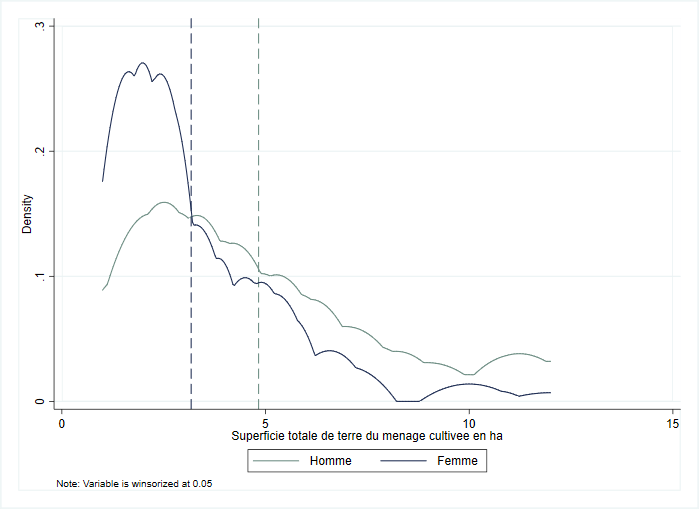 .3
.2
.1
0
Density
0 5 10 15
Superficie totale de terre du menage cultivee en ha
Homme Femme
Note: Variable is winsorized at 0.05